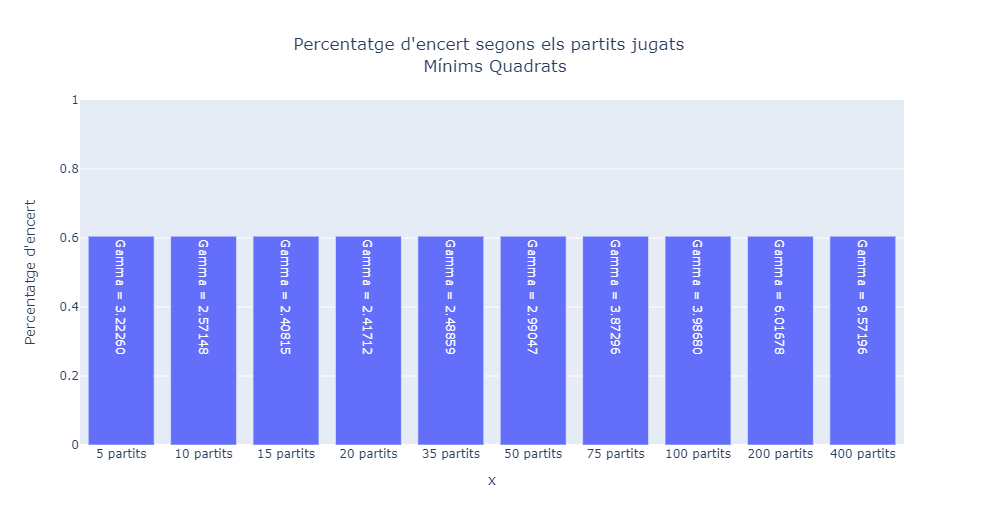 Percentatge d'encert segons els partits jugats
Mínims Quadrats
Percentatge d'encert
1
0.8
0.6
0.4
0.2
0
Gamma = 3.22260
Gamma = 2.57148
Gamma = 2.40815
Gamma = 2.41712
Gamma = 2.48859
Gamma = 2.99047
Gamma = 3.87296
Gamma = 3.98680
Gamma = 6.01678
Gamma = 9.57196
5 partits
10 partits
15 partits
20 partits
35 partits
50 partits
75 partits
100 partits
200 partits
400 partits
x